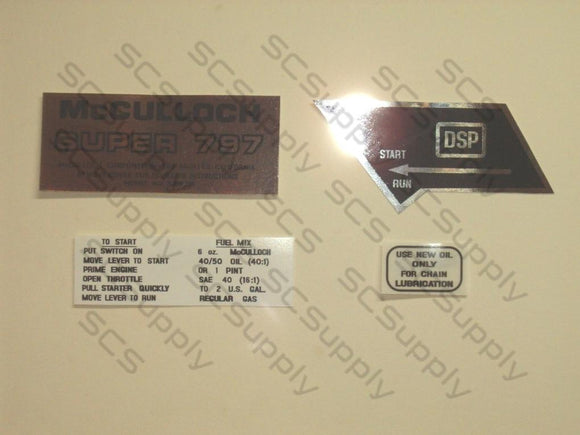 McCULLOCH
SUPER 797
DSP
START
RUN
TO START
PUT SWITCH ON
MOVE LEVER TO START
PRIME ENGINE
OPEN THROTTLE
PULL STARTER QUICKLY
MOVE LEVER TO RUN
FUEL MIX
6 oz. McCULLOCH
40/50 OIL (40:1)
OR 1 PINT
SAE 40 (16:1)
TO 2 U.S. GAL.
REGULAR GAS
USE NEW OIL
ONLY
FOR CHAIN
LUBRICATION
SCSupply